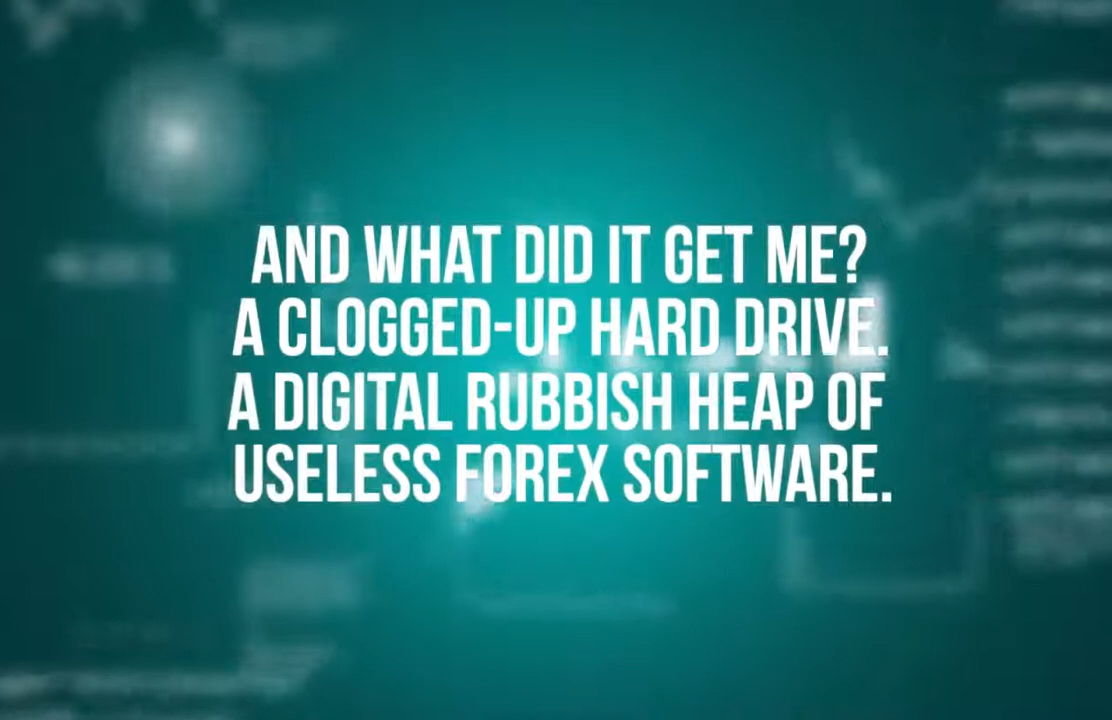 AND WHAT DID IT GET ME?
A CLOGGED-UP HARD DRIVE.
A DIGITAL RUBBISH HEAP OF
USELESS FOREX SOFTWARE.